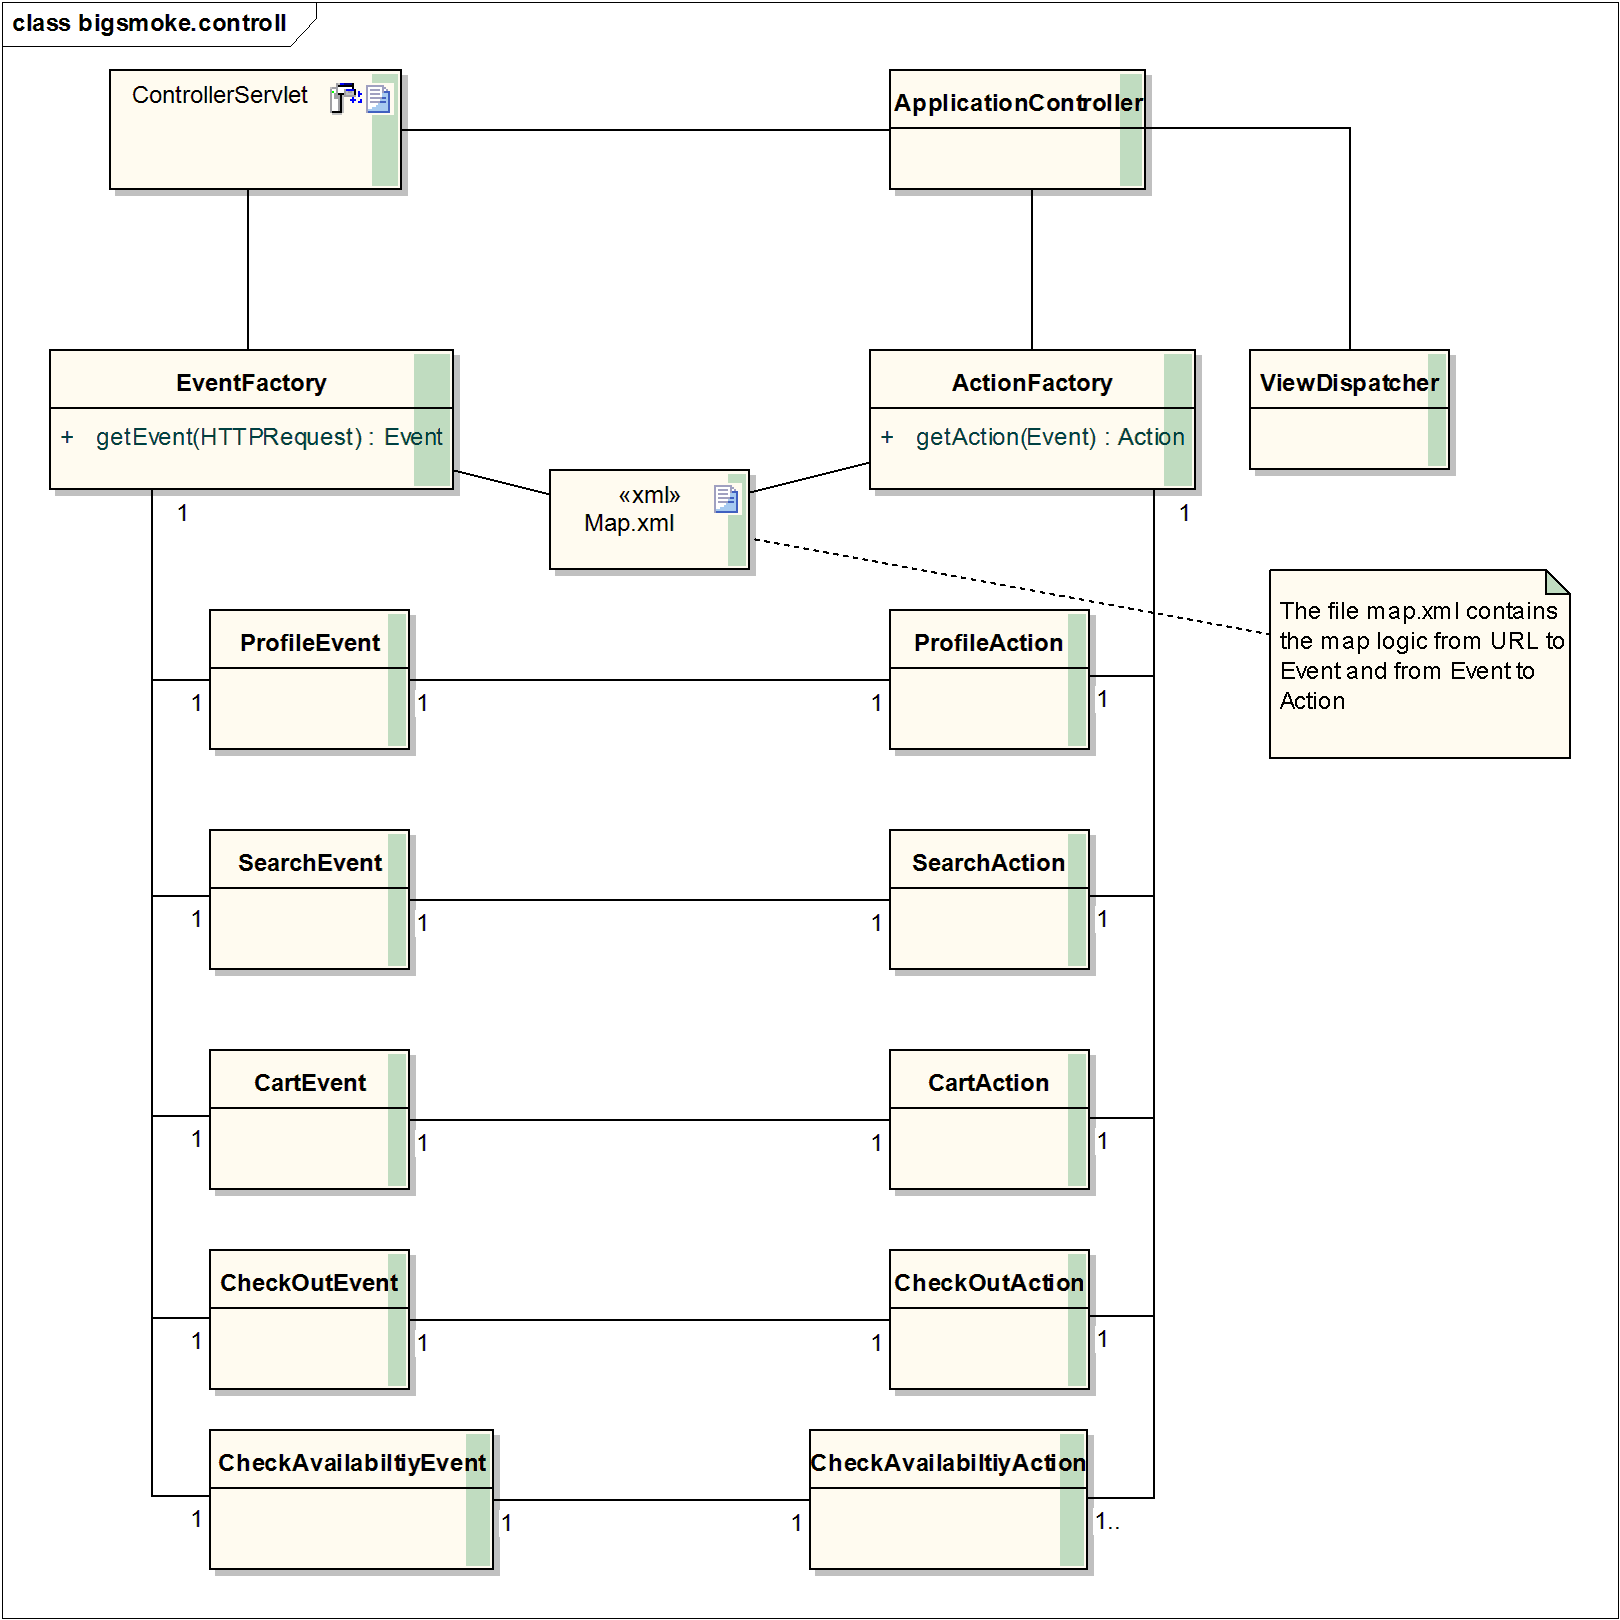 class bigsmoke.controll
ControllerServlet
ApplicationController
EventFactory
+ getEvent(HTTPRequest) : Event
ActionFactory
+ getAction(Event) : Action
ViewDispatcher
«xml»
Map.xml
1
1
The file map.xml contains
the map logic from URL to
Event and from Event to
Action
ProfileEvent
ProfileAction
1
1
1
1
SearchEvent
SearchAction
1
1
1
1
CartEvent
CartAction
1
1
1
1
CheckOutEvent
CheckOutAction
1
1
1
1
CheckAvailabiltiyEvent
CheckAvailabiltiyAction
1
1
1
1..